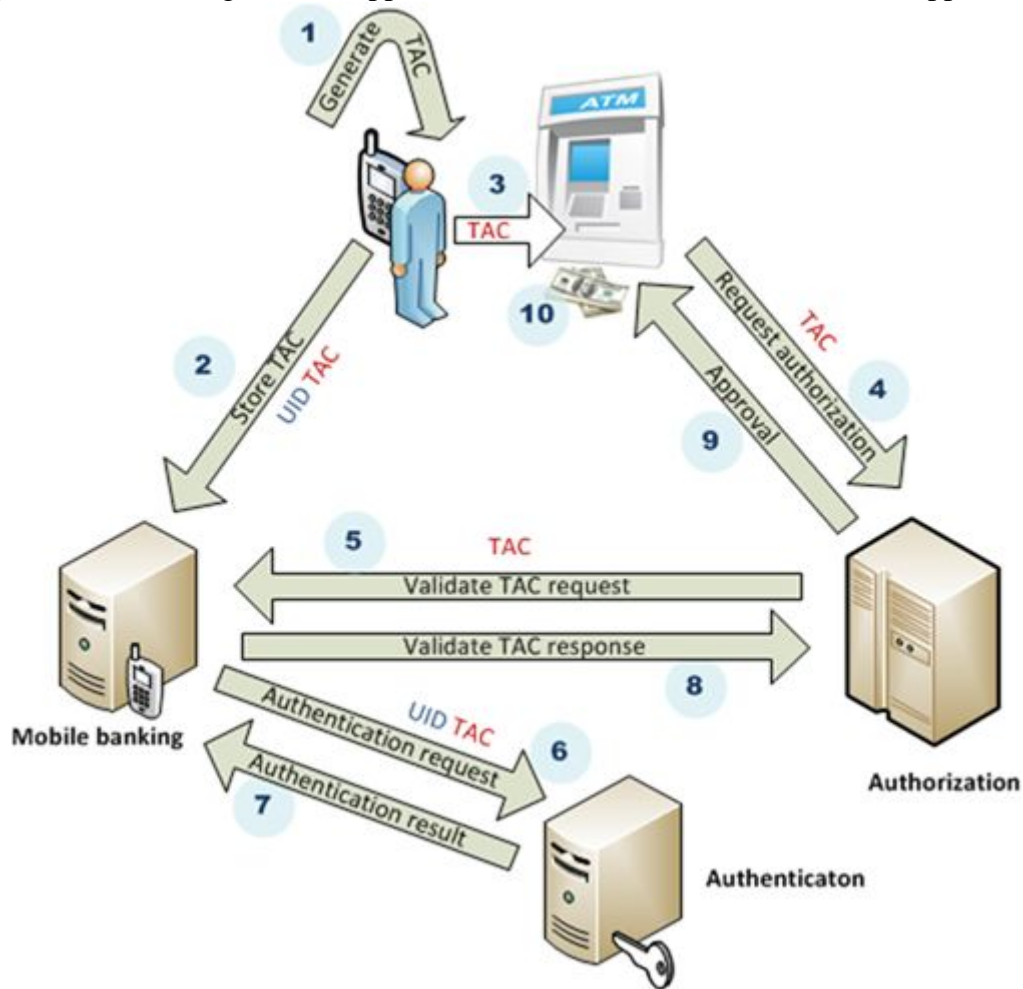 1
Generate TAC
ATM
3
TAC
10
2
Store TAC
UID TAC
Request authorization
TAC
4
Approval
9
5
TAC
Validate TAC request
Validate TAC response
8
Mobile banking
Authentication request
UID TAC
6
Authentication result
7
Authorization
Authenticaton